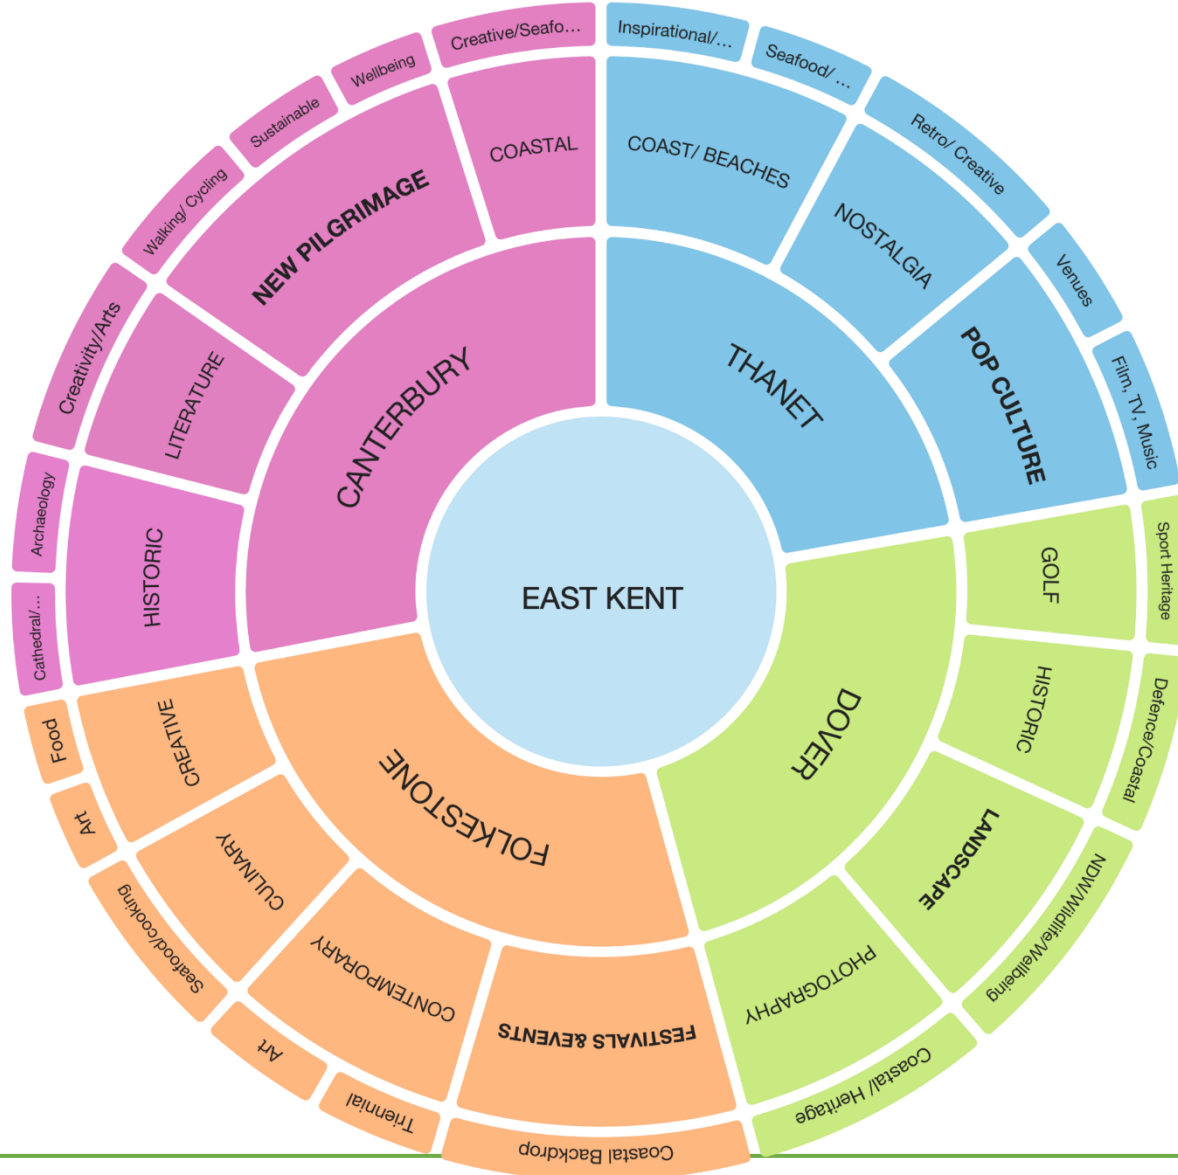 EAST KENT
THANET
COAST/ BEACHES
Inspirational/...
Seafood/ ...
NOSTALGIA
Retro/ Creative
POP CULTURE
Venues
Film, TV, Music
DOVER
GOLF
Sport Heritage
HISTORIC
Defence/Coastal
LANDSCAPE
NDW/Wildlife/Wellbeing
PHOTOGRAPHY
Coastal/ Heritage
FOLKESTONE
FESTIVALS &EVENTS
Coastal Backdrop
CONTEMPORARY
Triennial
Art
CULINARY
Seafood/cooking
CREATIVE
Art
Food
CANTERBURY
HISTORIC
Cathedral/...
Archaeology
LITERATURE
Creativity/Arts
NEW PILGRIMAGE
Walking/ Cycling
Sustainable
Wellbeing
COASTAL
Creative/Seafo...